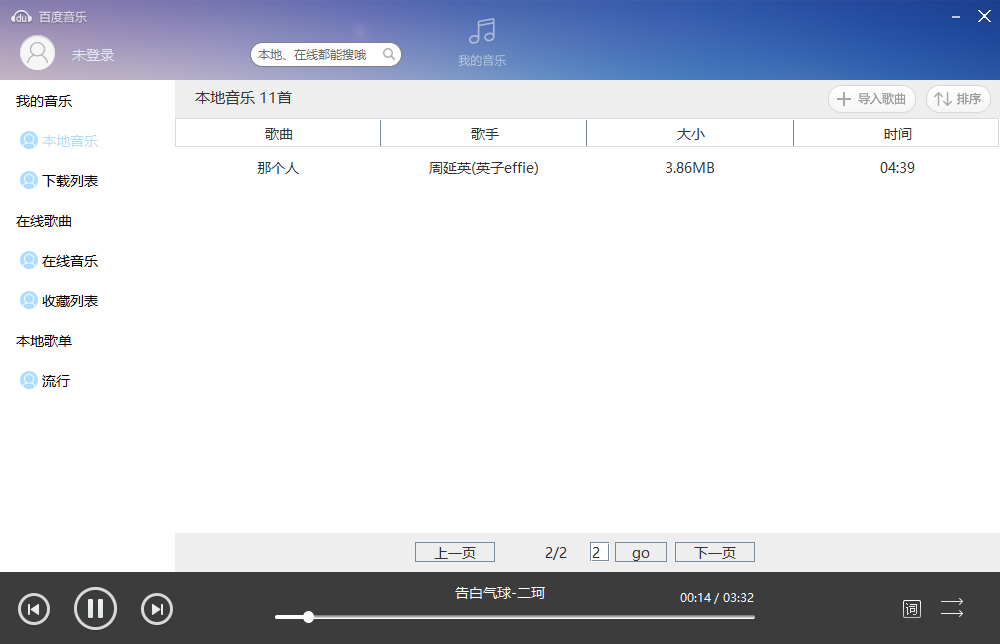 du 百度音乐
未登录
本地、在线都能搜哦
我的音乐
我的音乐
本地音乐
下载列表
在线歌曲
在线音乐
收藏列表
本地歌单
流行
本地音乐 11首
导入歌曲
排序
歌曲 歌手 大小 时间
那个人 周延英(英子effie) 3.86MB 04:39
上一页 2/2 2 go 下一页
告白气球-二珂
00:14 / 03:32
词